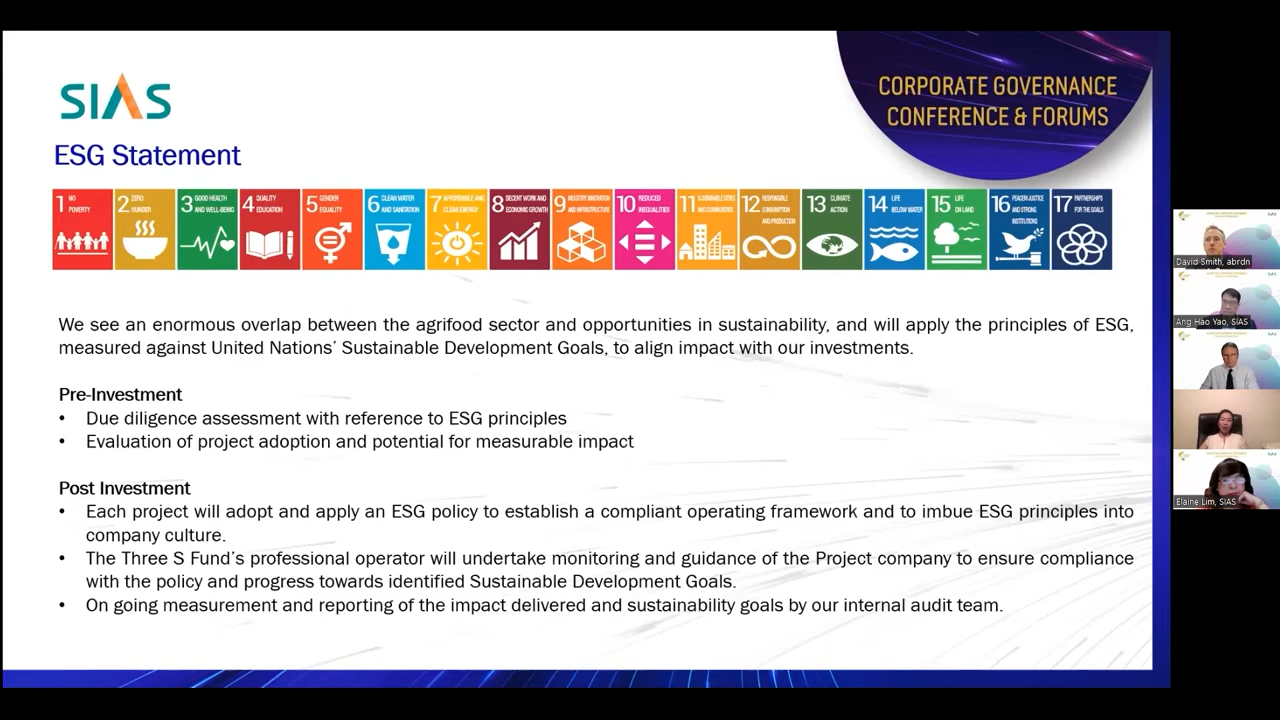 CORPORATE GOVERNANCE
CONFERENCE & FORUMS
SIAS
ESG Statement
1 NO
POVERTY
2 ZERO
HUNGER
3 GOOD HEALTH
AND WELL-BEING
4 QUALITY
EDUCATION
5 GENDER
EQUALITY
6 CLEAN WATER
AND SANITATION
7 AFFORDABLE AND
CLEAN ENERGY
8 DECENT WORK AND
ECONOMIC GROWTH
9 INDUSTRY, INNOVATION
AND INFRASTRUCTURE
10 REDUCED
INEQUALITIES
11 SUSTAINABLE CITIES
AND COMMUNITIES
12 RESPONSIBLE
CONSUMPTION
AND PRODUCTION
13 CLIMATE
ACTION
14 LIFE
BELOW WATER
15 LIFE
ON LAND
16 PEACE, JUSTICE
AND STRONG
INSTITUTIONS
17 PARTNERSHIPS
FOR THE GOALS
We see an enormous overlap between the agrifood sector and opportunities in sustainability, and will apply the principles of ESG,
measured against United Nations’ Sustainable Development Goals, to align impact with our investments.
Pre-Investment
• Due diligence assessment with reference to ESG principles
• Evaluation of project adoption and potential for measurable impact
Post Investment
• Each project will adopt and apply an ESG policy to establish a compliant operating framework and to imbue ESG principles into
company culture.
• The Three S Fund’s professional operator will undertake monitoring and guidance of the Project company to ensure compliance
with the policy and progress towards identified Sustainable Development Goals.
• On going measurement and reporting of the impact delivered and sustainability goals by our internal audit team.
David Smith, abrdn
Ang Hao Yao, SIAS
Elaine Lim, SIAS